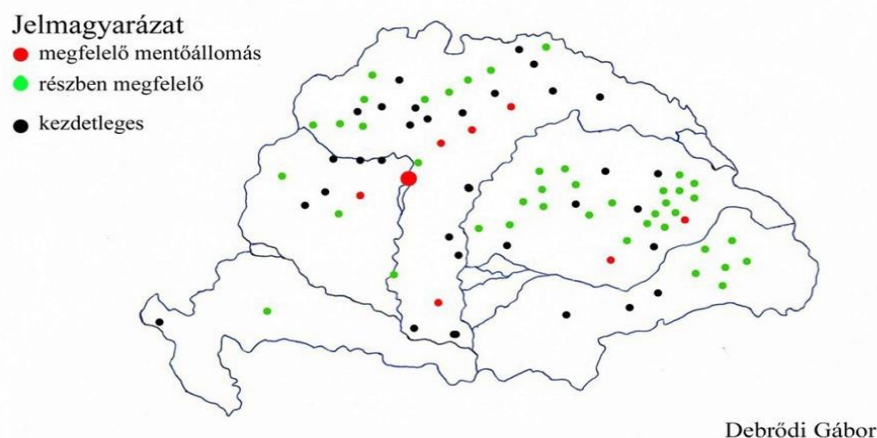 Jelmagyarázat
megfelelő mentőállomás
részben megfelelő
kezdetleges
Debrődi Gábor